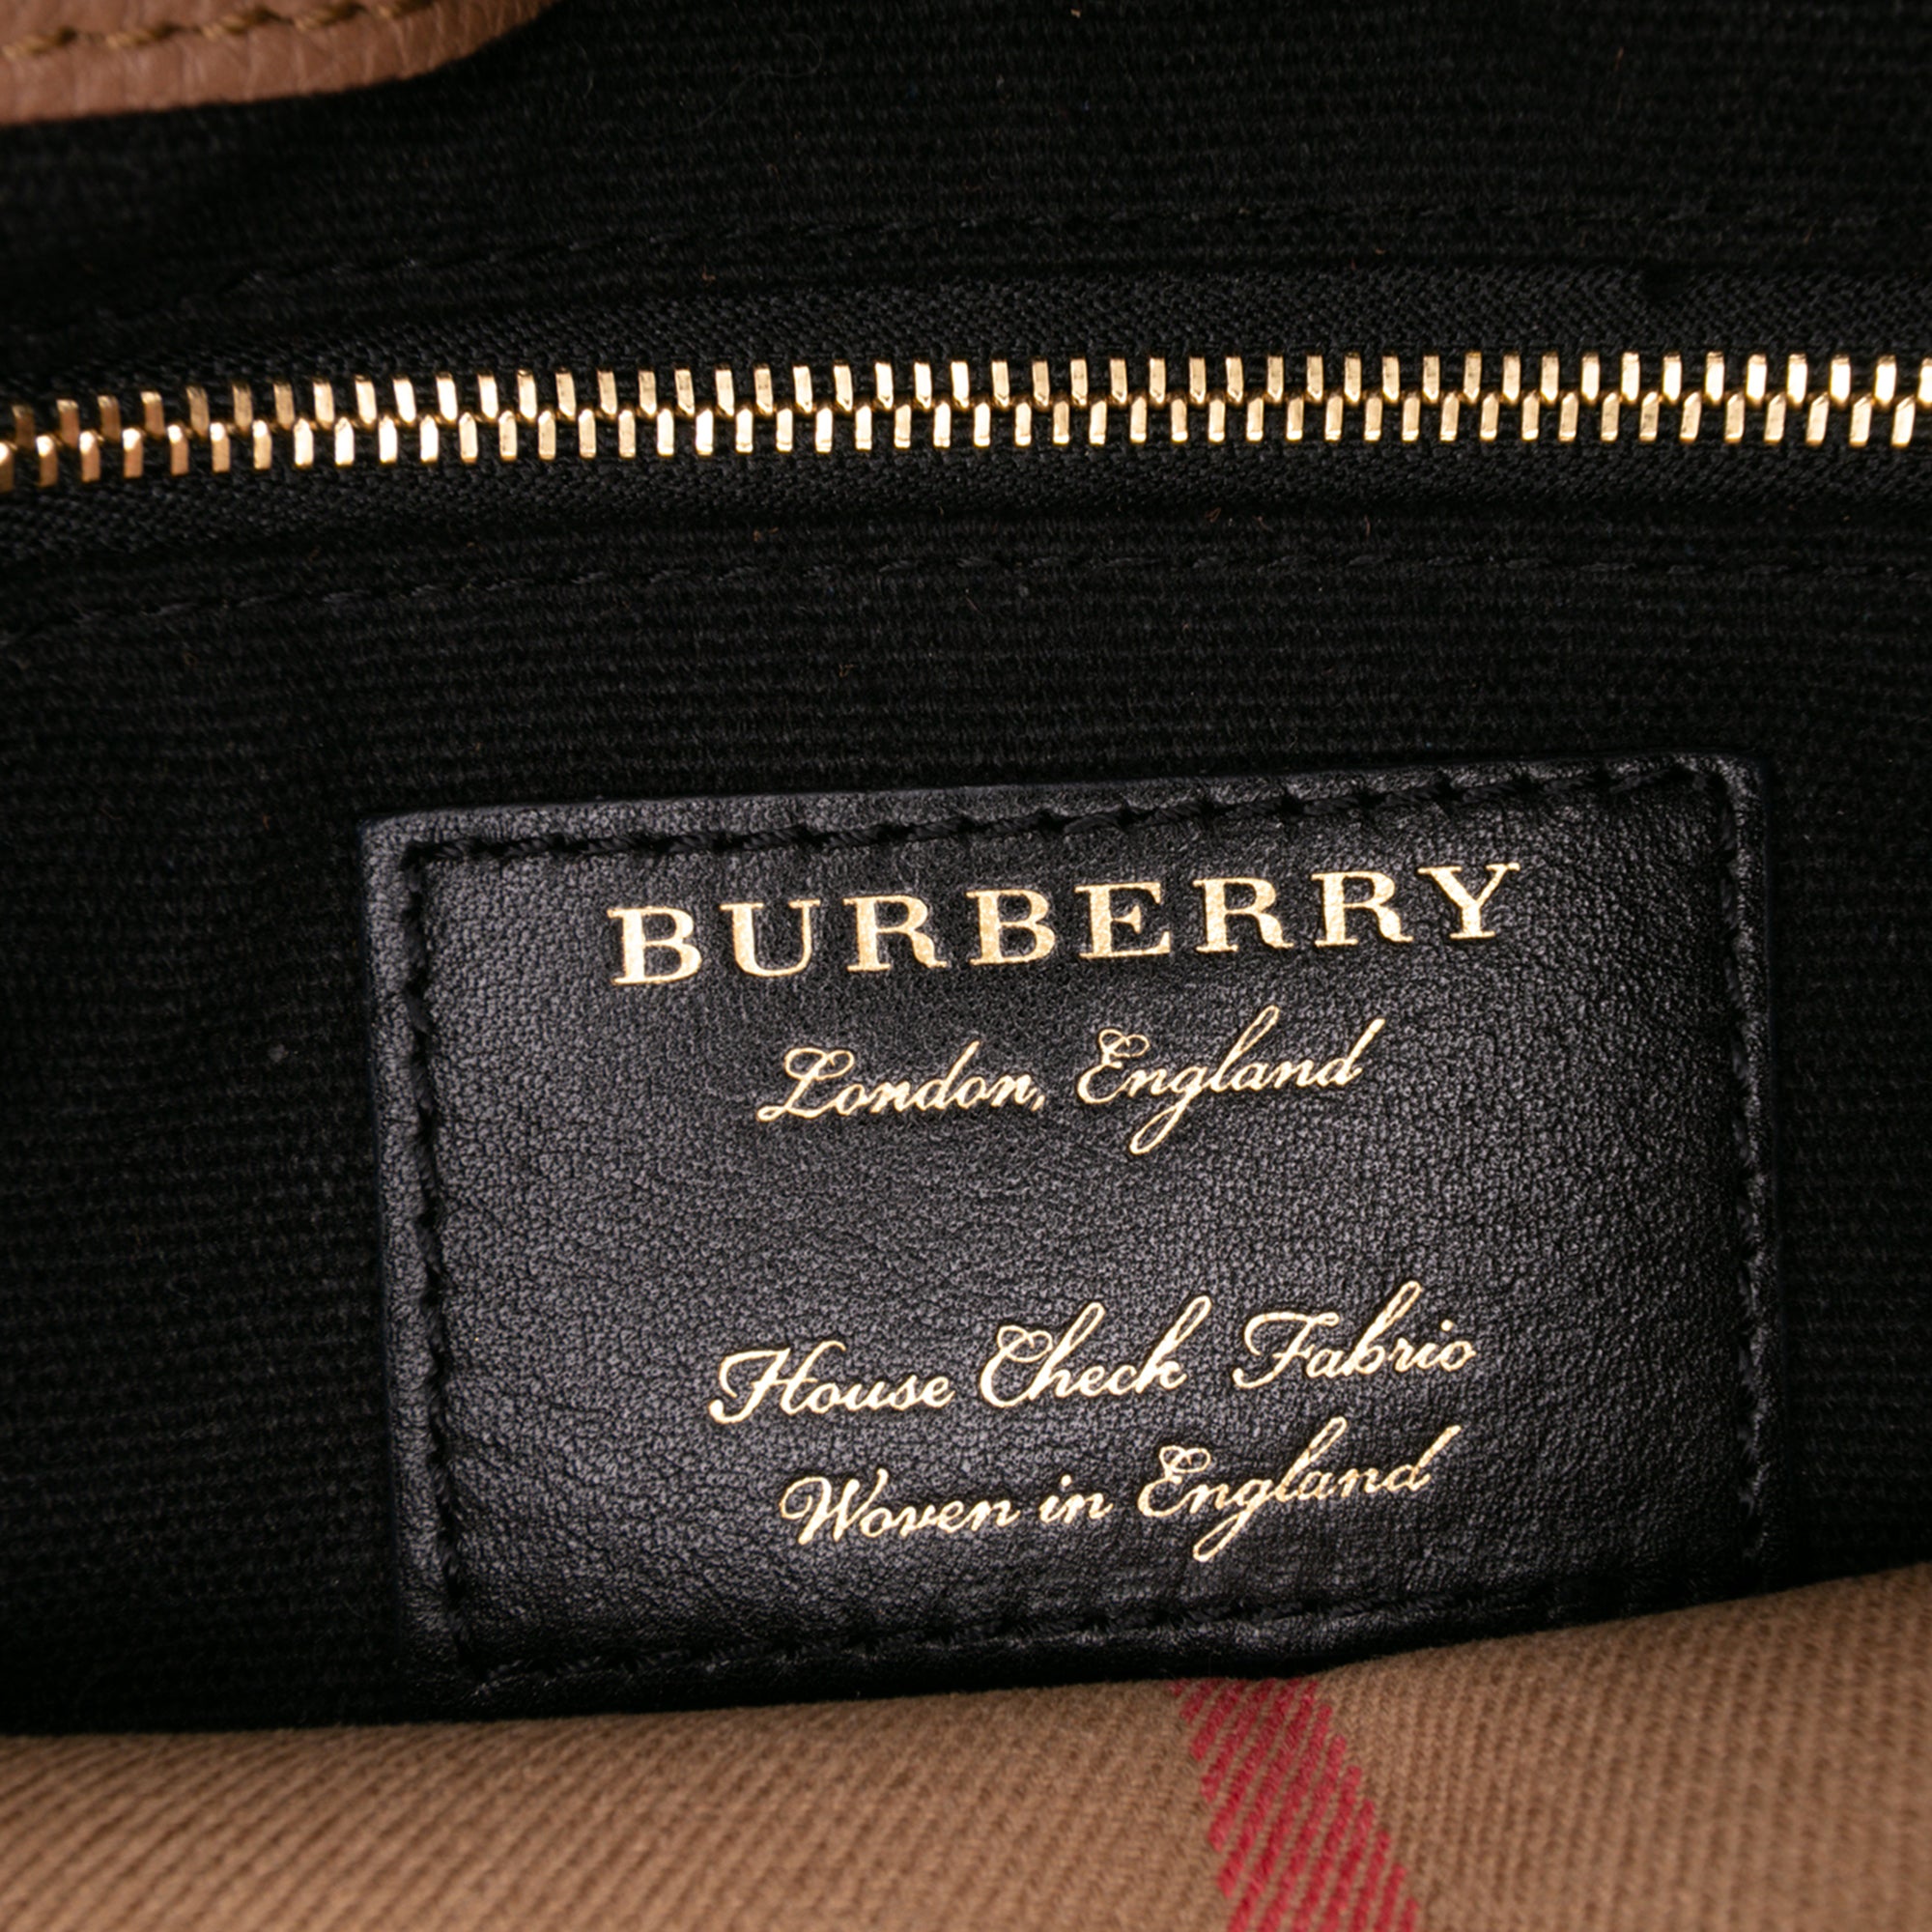 BURBERRY
London, England
House Check Fabric
Woven in England